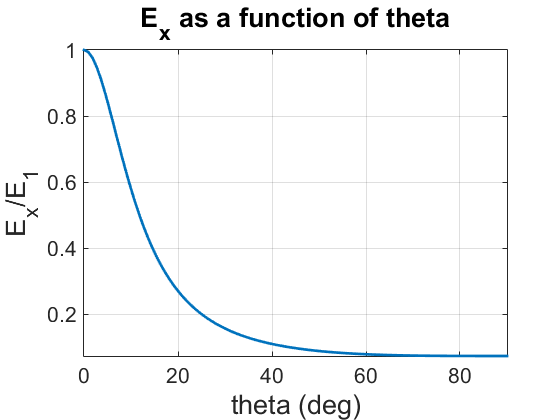 E_x as a function of theta
E_x/E_1
1
0.8
0.6
0.4
0.2
0 20 40 60 80
theta (deg)